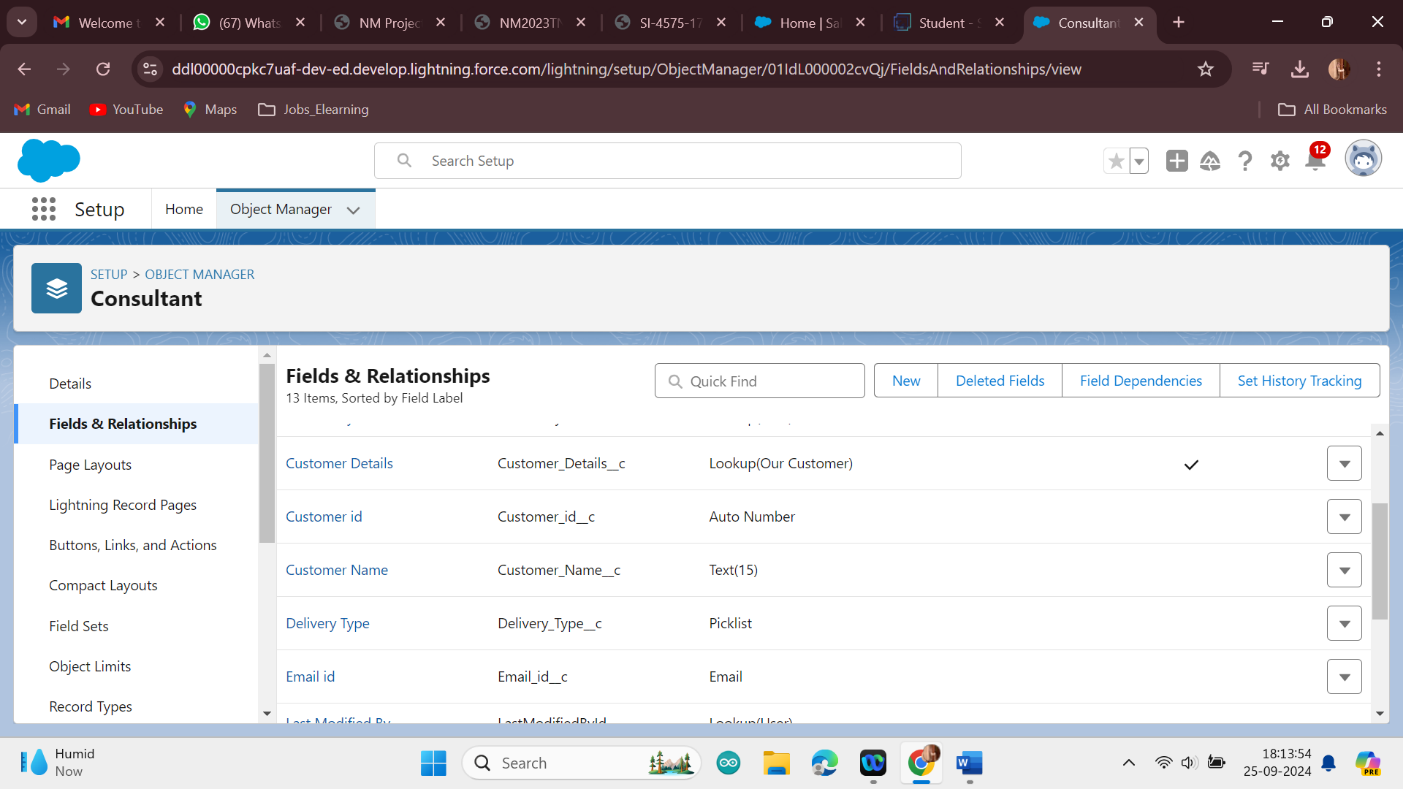 Welcome t
(67) Whats
NM Projec
NM2023TN
SI-4575-17
Home | Sal
Student - S
Consultant
ddl00000cpkc7uaf-dev-ed.develop.lightning.force.com/lightning/setup/ObjectManager/01IdL000002cvQj/FieldsAndRelationships/view
Gmail
YouTube
Maps
Jobs_Elearning
All Bookmarks
Search Setup
12
Setup
Home
Object Manager
SETUP > OBJECT MANAGER
Consultant
Details
Fields & Relationships
Page Layouts
Lightning Record Pages
Buttons, Links, and Actions
Compact Layouts
Field Sets
Object Limits
Record Types
Fields & Relationships
13 Items, Sorted by Field Label
Quick Find
New
Deleted Fields
Field Dependencies
Set History Tracking
Customer Details Customer_Details__c Lookup(Our Customer)
Customer id Customer_id__c Auto Number
Customer Name Customer_Name__c Text(15)
Delivery Type Delivery_Type__c Picklist
Email id Email_id__c Email
Last Modified By LastModifiedById Lookup(User)
Humid
Now
Search
18:13:54
25-09-2024
PRE